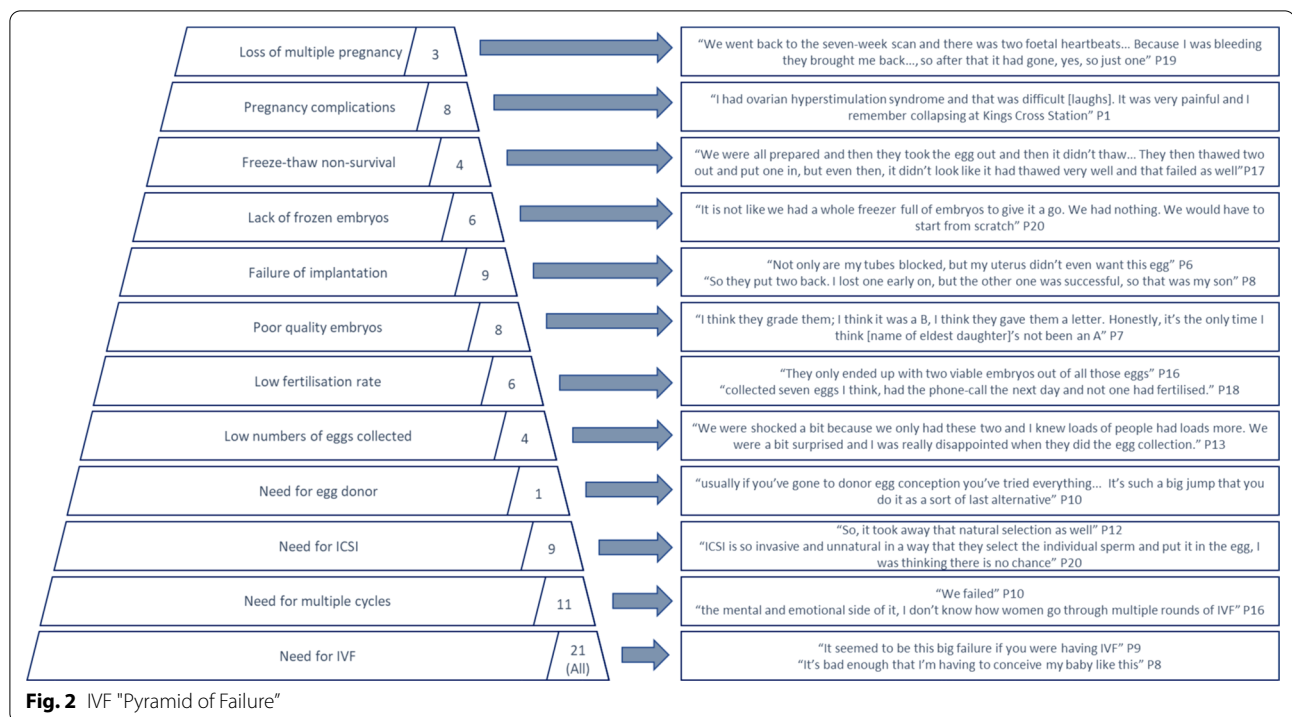 Loss of multiple pregnancy 3
"We went back to the seven-week scan and there was two foetal heartbeats... Because I was bleeding
they brought me back..., so after that it had gone, yes, so just one" P19
Pregnancy complications 8
"I had ovarian hyperstimulation syndrome and that was difficult [laughs]. It was very painful and I
remember collapsing at Kings Cross Station" P1
Freeze-thaw non-survival 4
"We were all prepared and then they took the egg out and then it didn't thaw... They then thawed two
out and put one in, but even then, it didn't look like it had thawed very well and that failed as well"P17
Lack of frozen embryos 6
"It is not like we had a whole freezer full of embryos to give it a go. We had nothing. We would have to
start from scratch" P20
Failure of implantation 9
"Not only are my tubes blocked, but my uterus didn't even want this egg" P6
"So they put two back. I lost one early on, but the other one was successful, so that was my son" P8
Poor quality embryos 8
"I think they grade them; I think it was a B, I think they gave them a letter. Honestly, it's the only time I
think [name of eldest daughter]'s not been an A" P7
Low fertilisation rate 6
"They only ended up with two viable embryos out of all those eggs" P16
"collected seven eggs I think, had the phone-call the next day and not one had fertilised." P18
Low numbers of eggs collected 4
"We were shocked a bit because we only had these two and I knew loads of people had loads more. We
were a bit surprised and I was really disappointed when they did the egg collection." P13
Need for egg donor 1
"usually if you've gone to donor egg conception you've tried everything... It's such a big jump that you
do it as a sort of last alternative" P10
Need for ICSI 9
"So, it took away that natural selection as well" P12
"ICSI is so invasive and unnatural in a way that they select the individual sperm and put it in the egg, I
was thinking there is no chance" P20
Need for multiple cycles 11
"We failed" P10
"the mental and emotional side of it, I don't know how women go through multiple rounds of IVF" P16
Need for IVF 21
(All)
"It seemed to be this big failure if you were having IVF" P9
"It's bad enough that I'm having to conceive my baby like this" P8
Fig. 2 IVF "Pyramid of Failure"